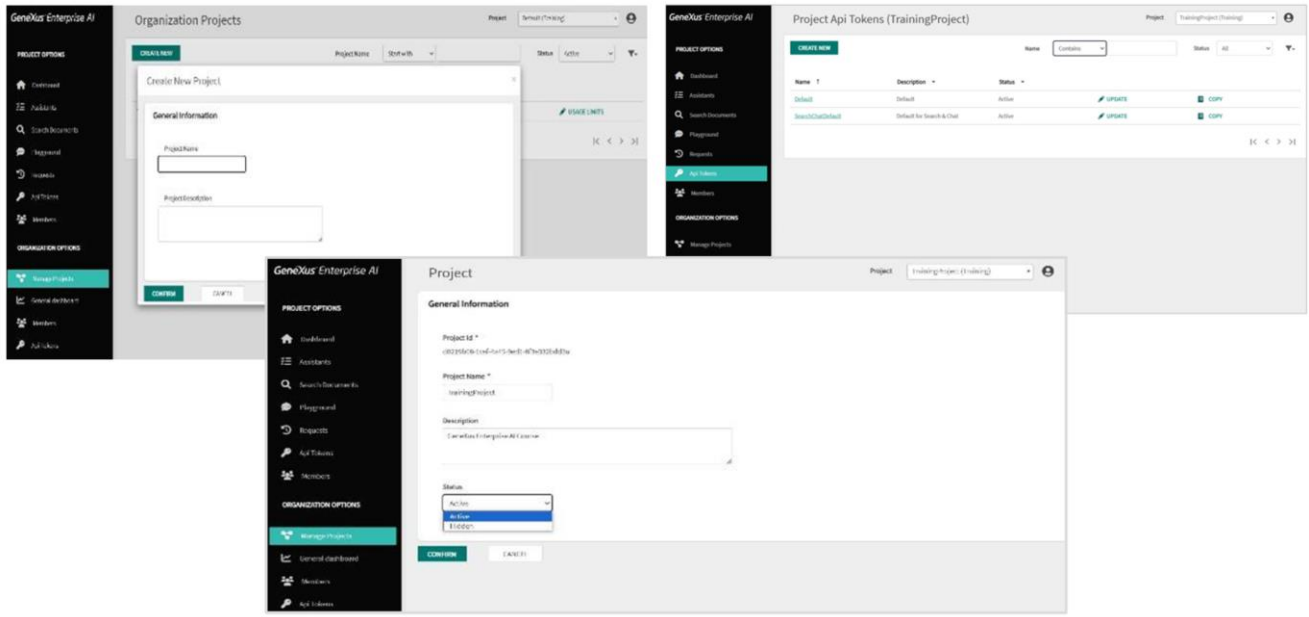 GeneXus Enterprise AI
Organization Projects
Project
Default (Training)
PROJECT OPTIONS
CREATE NEW
Project Name
Start with
Status
Active
Dashboard
Assistants
Search Documents
Playground
Requests
Api Tokens
Members
ORGANIZATION OPTIONS
Manage Projects
General dashboard
Members
Api Tokens
Create New Project
General Information
Project Name
Project Description
CONFIRM
CANCEL
USAGE LIMITS
GeneXus Enterprise AI
Project Api Tokens (TrainingProject)
Project
TrainingProject (Training)
PROJECT OPTIONS
CREATE NEW
Name
Contains
Status
All
Dashboard
Assistants
Search Documents
Playground
Requests
Api Tokens
Members
ORGANIZATION OPTIONS
Manage Projects
Name
Description
Status
Default
Default
Active
UPDATE
COPY
SearchChatDefault
Default for Search & Chat
Active
UPDATE
COPY
GeneXus Enterprise AI
Project
Project
TrainingProject (Training)
PROJECT OPTIONS
Dashboard
Assistants
Search Documents
Playground
Requests
Api Tokens
Members
ORGANIZATION OPTIONS
Manage Projects
General dashboard
Members
Api Tokens
General Information
Project Id *
Project Name *
TrainingProject
Description
GeneXus Enterprise AI Course
Status
Active
Active
Hidden
CONFIRM
CANCEL